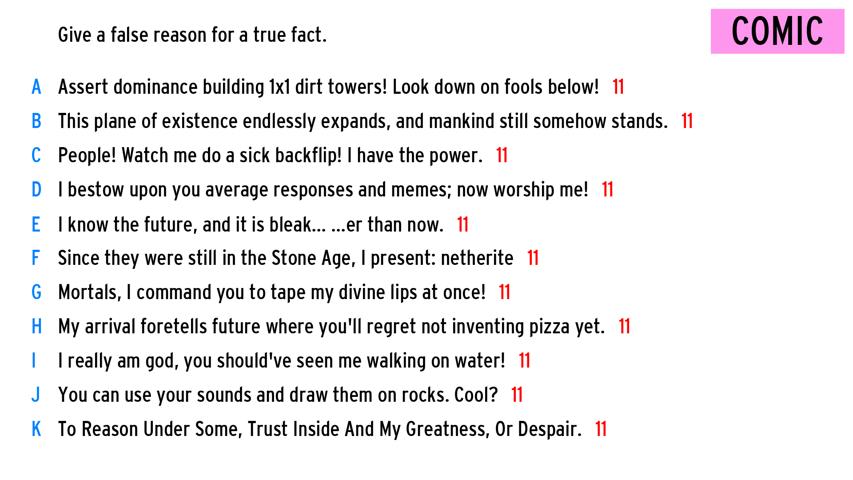 Give a false reason for a true fact.
COMIC
A Assert dominance building 1x1 dirt towers! Look down on fools below! 11
B This plane of existence endlessly expands, and mankind still somehow stands. 11
C People! Watch me do a sick backflip! I have the power. 11
D I bestow upon you average responses and memes; now worship me! 11
E I know the future, and it is bleak... ...er than now. 11
F Since they were still in the Stone Age, I present: netherite 11
G Mortals, I command you to tape my divine lips at once! 11
H My arrival foretells future where you'll regret not inventing pizza yet. 11
I I really am god, you should've seen me walking on water! 11
J You can use your sounds and draw them on rocks. Cool? 11
K To Reason Under Some, Trust Inside And My Greatness, Or Despair. 11